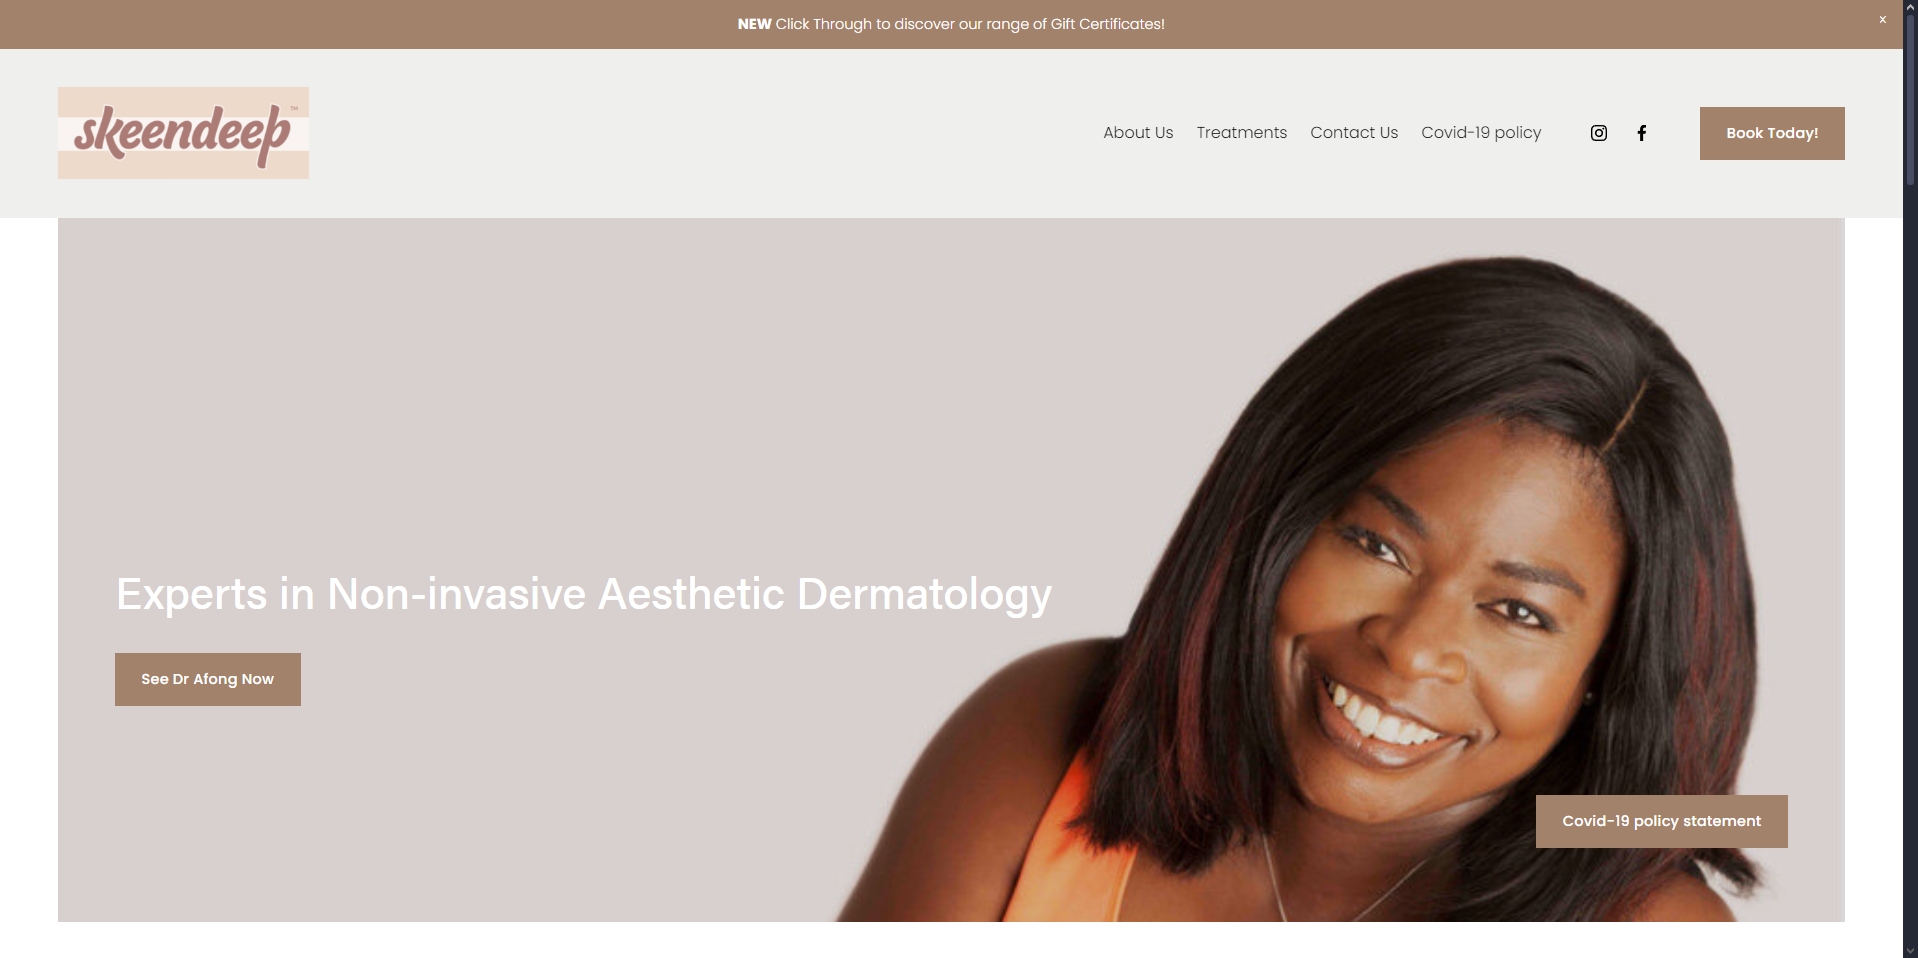 NEW Click Through to discover our range of Gift Certificates!
x
skeendeep™
About Us Treatments Contact Us Covid-19 policy
Book Today!
Experts in Non-invasive Aesthetic Dermatology
See Dr Afong Now
Covid-19 policy statement